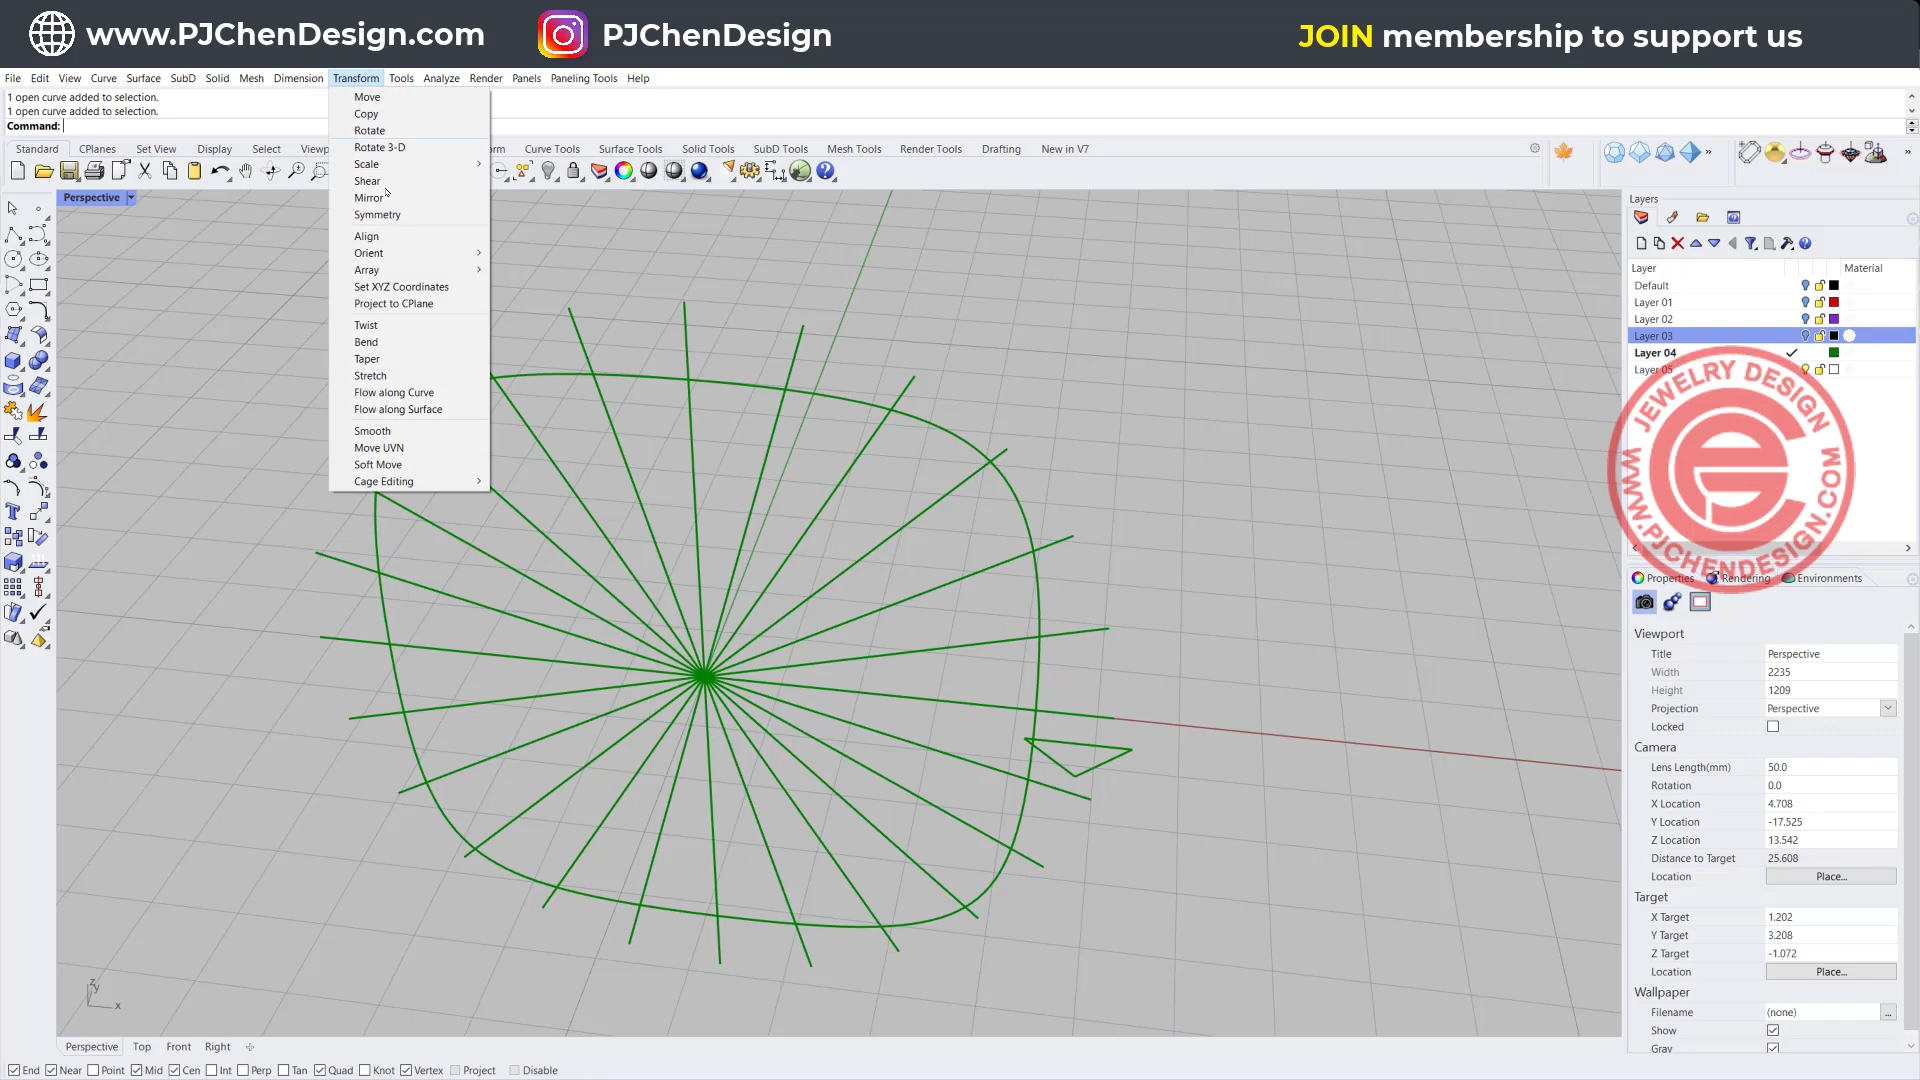 www.PJChenDesign.com PJChenDesign JOIN membership to support us
File Edit View Curve Surface SubD Solid Mesh Dimension Transform Tools Analyze Render Panels Paneling Tools Help
1 open curve added to selection.
1 open curve added to selection.
Command:
Standard CPlanes Set View Display Select Viewp rm Curve Tools Surface Tools Solid Tools SubD Tools Mesh Tools Render Tools Drafting New in V7
Move
Copy
Rotate
Rotate 3-D
Scale
Shear
Mirror
Symmetry
Align
Orient
Array
Set XYZ Coordinates
Project to CPlane
Twist
Bend
Taper
Stretch
Flow along Curve
Flow along Surface
Smooth
Move UVN
Soft Move
Cage Editing
Perspective
z
y
x
Layers
Layer Material
Default
Layer 01
Layer 02
Layer 03
Layer 04
Layer 05
JEWELRY DESIGN
WWW.PJCHENDESIGN.COM
Properties Rendering Environments
Viewport
Title Perspective
Width 2235
Height 1209
Projection Perspective
Locked
Camera
Lens Length(mm) 50.0
Rotation 0.0
X Location 4.708
Y Location -17.525
Z Location 13.542
Distance to Target 25.608
Location Place...
Target
X Target 1.202
Y Target 3.208
Z Target -1.072
Location Place...
Wallpaper
Filename (none) ...
Show
Gray
Perspective Top Front Right
End Near Point Mid Cen Int Perp Tan Quad Knot Vertex Project Disable